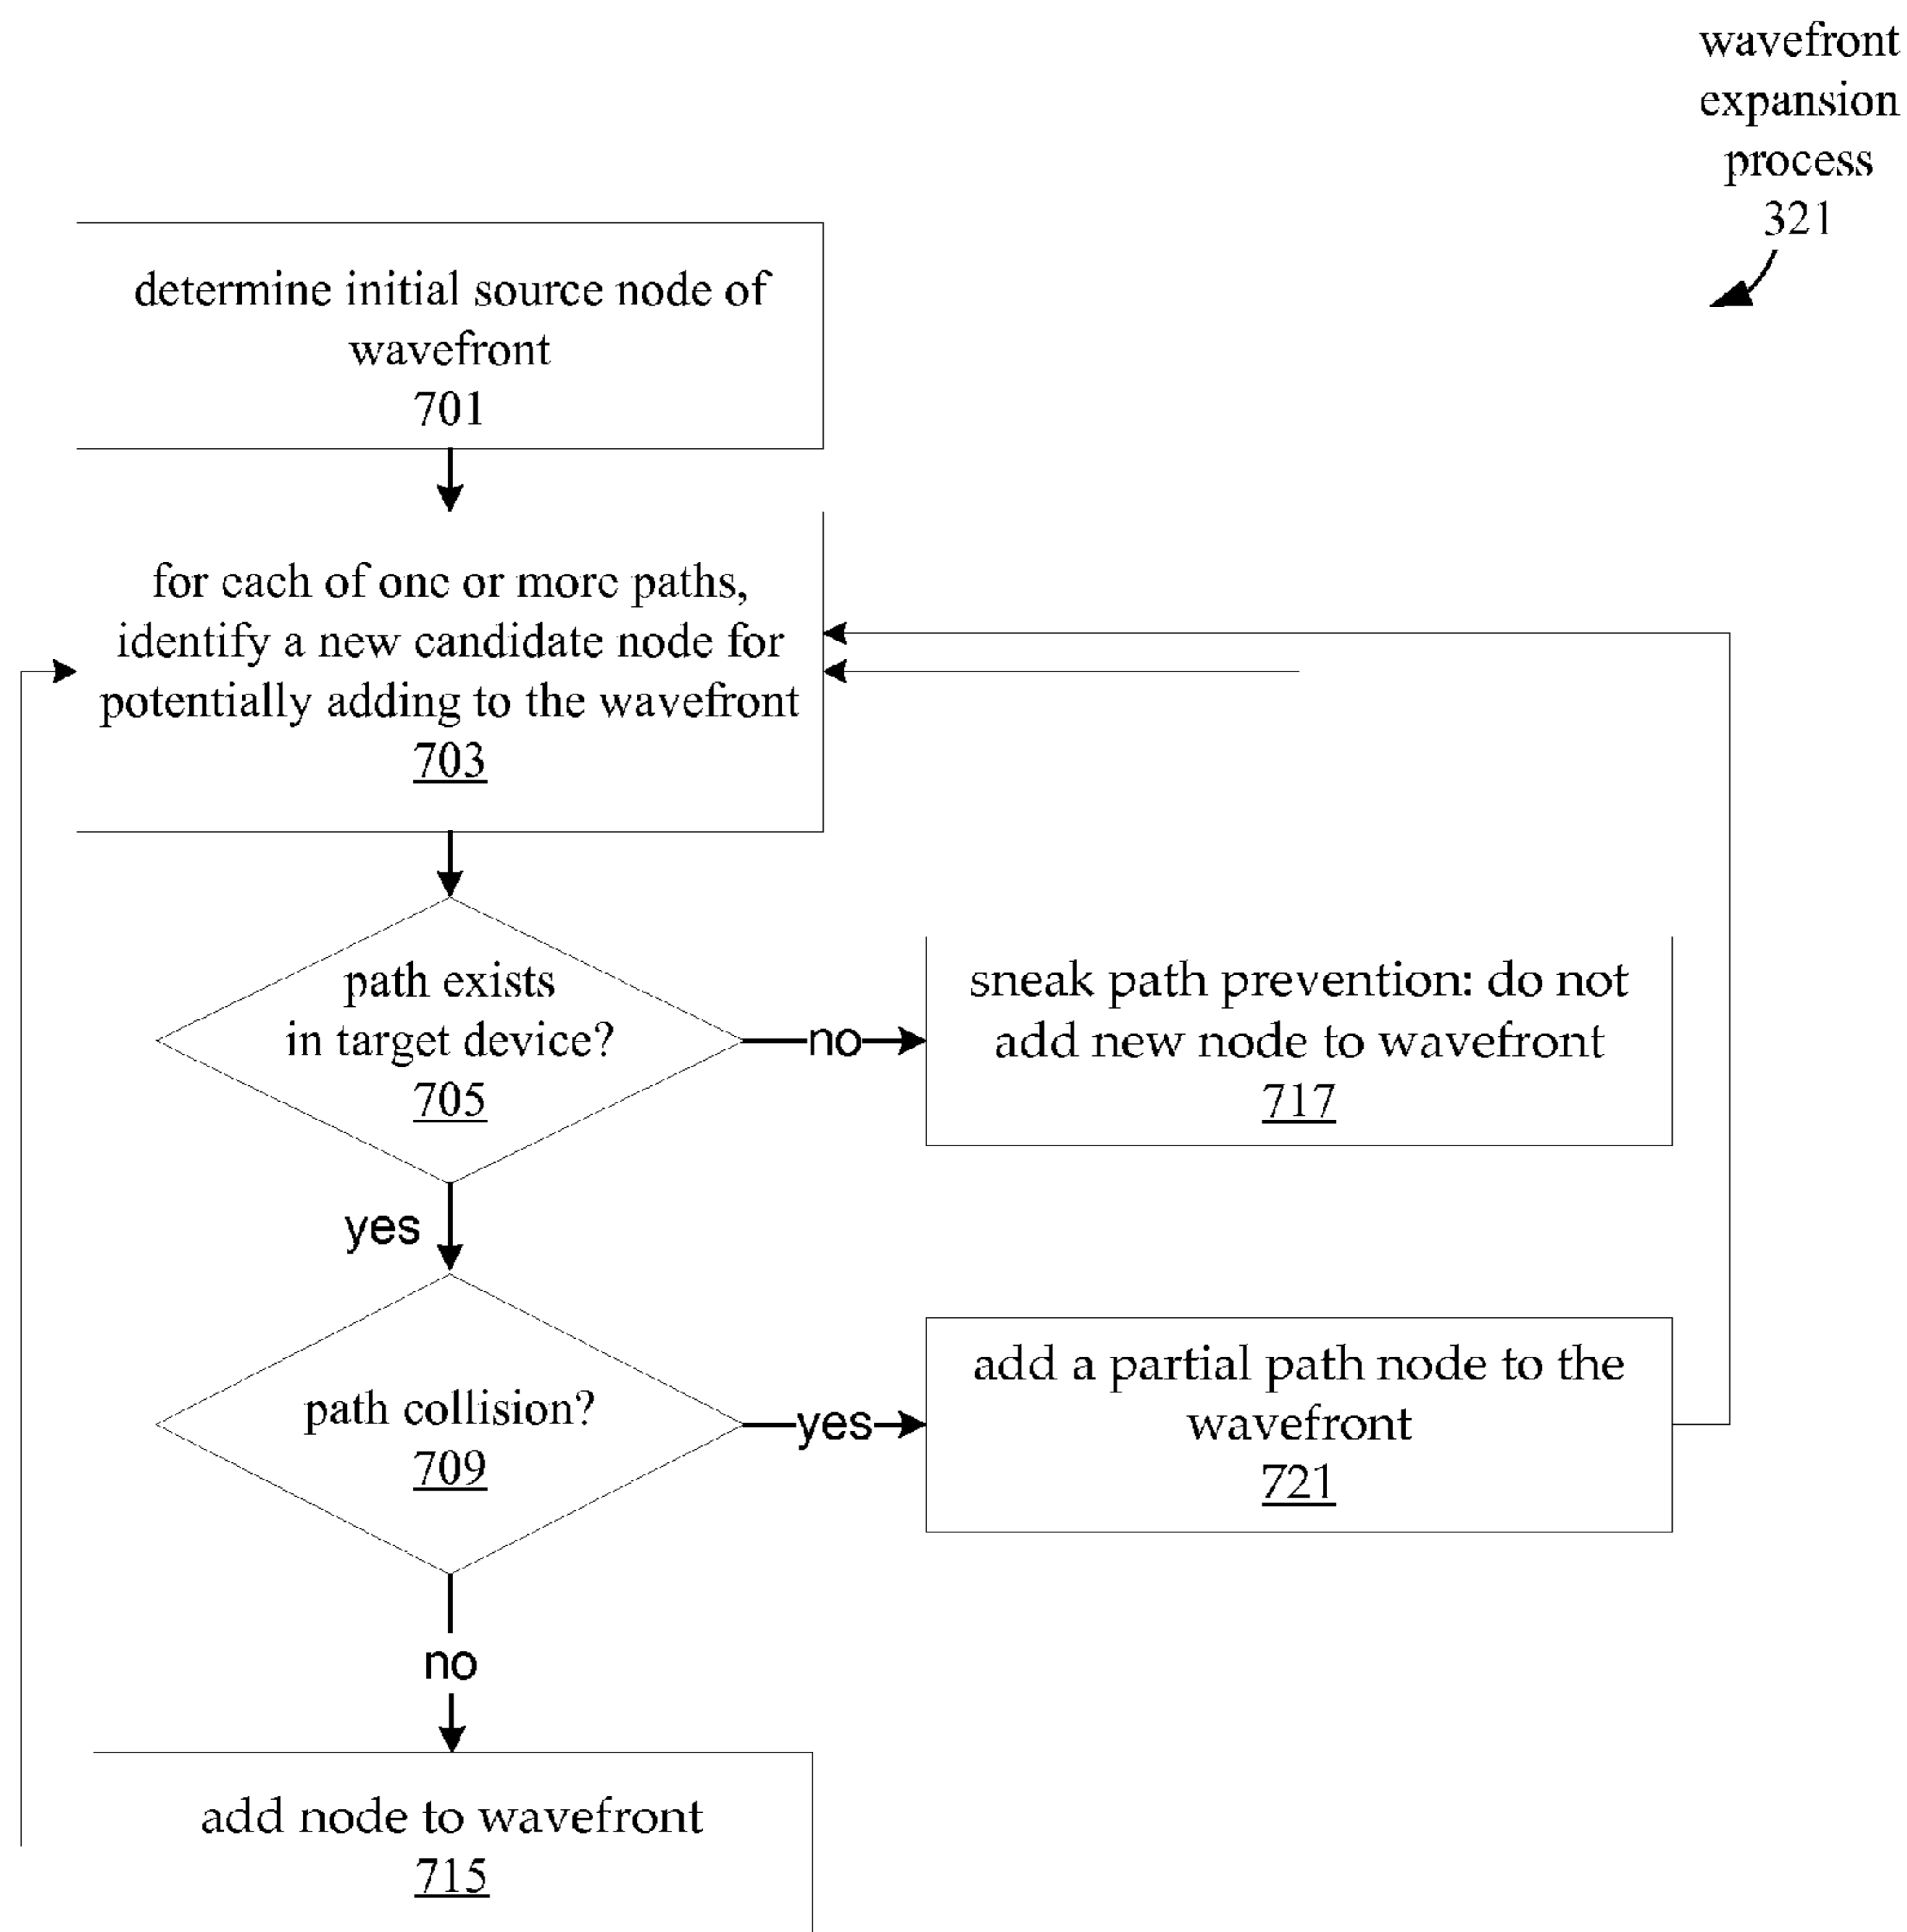 wavefront
expansion
process
321
determine initial source node of
wavefront
701
for each of one or more paths,
identify a new candidate node for
potentially adding to the wavefront
703
path exists
in target device?
705
no
sneak path prevention: do not
add new node to wavefront
717
yes
path collision?
709
yes
add a partial path node to the
wavefront
721
no
add node to wavefront
715